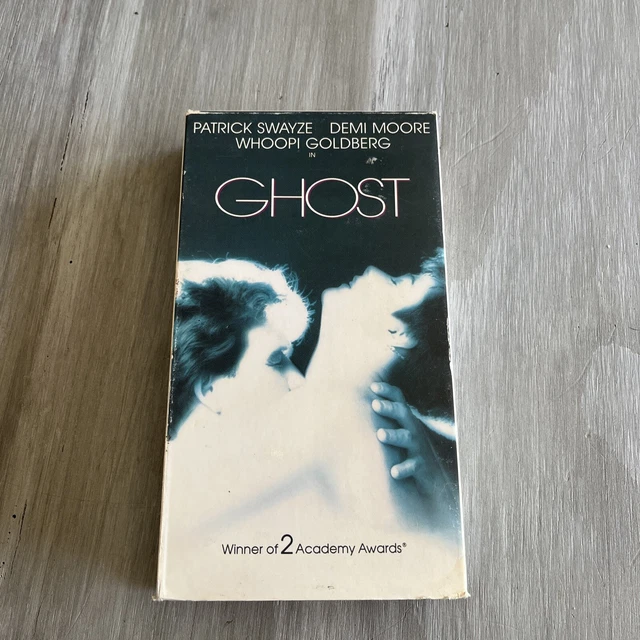 PATRICK SWAYZE DEMI MOORE
WHOOPI GOLDBERG
IN
GHOST
Winner of 2 Academy Awards®